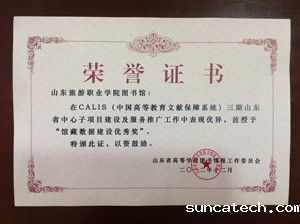 荣誉证书
山东旅游职业学院图书馆：
在CALIS（中国高等教育文献保障系统）三期山东
省中心子项目建设及服务推广工作中表现优异，兹授予
“馆藏数据建设优秀奖”。
特颁此证，以资鼓励。
山东省高等学校图书情报工作委员会
二〇一二年十二月
suncatech.com